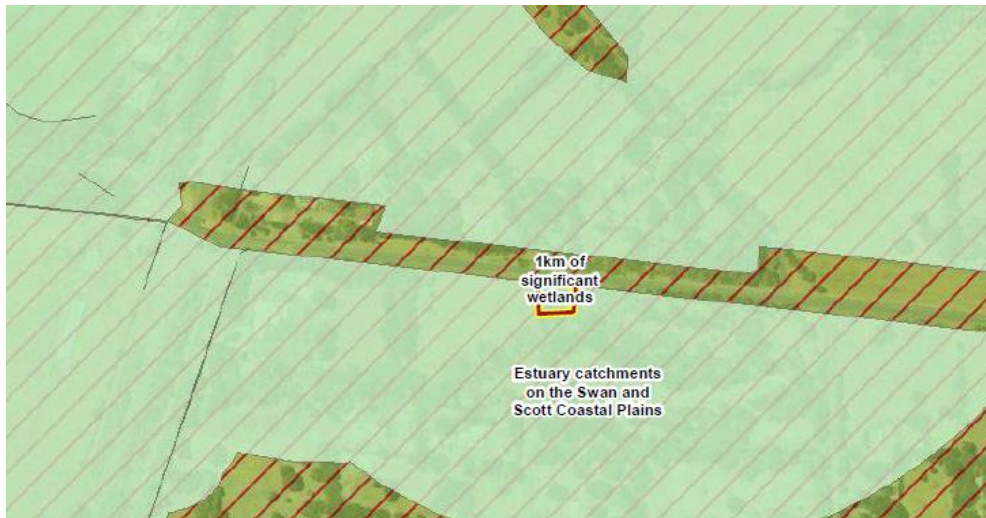 1km of
significant
wetlands
Estuary catchments
on the Swan and
Scott Coastal Plains